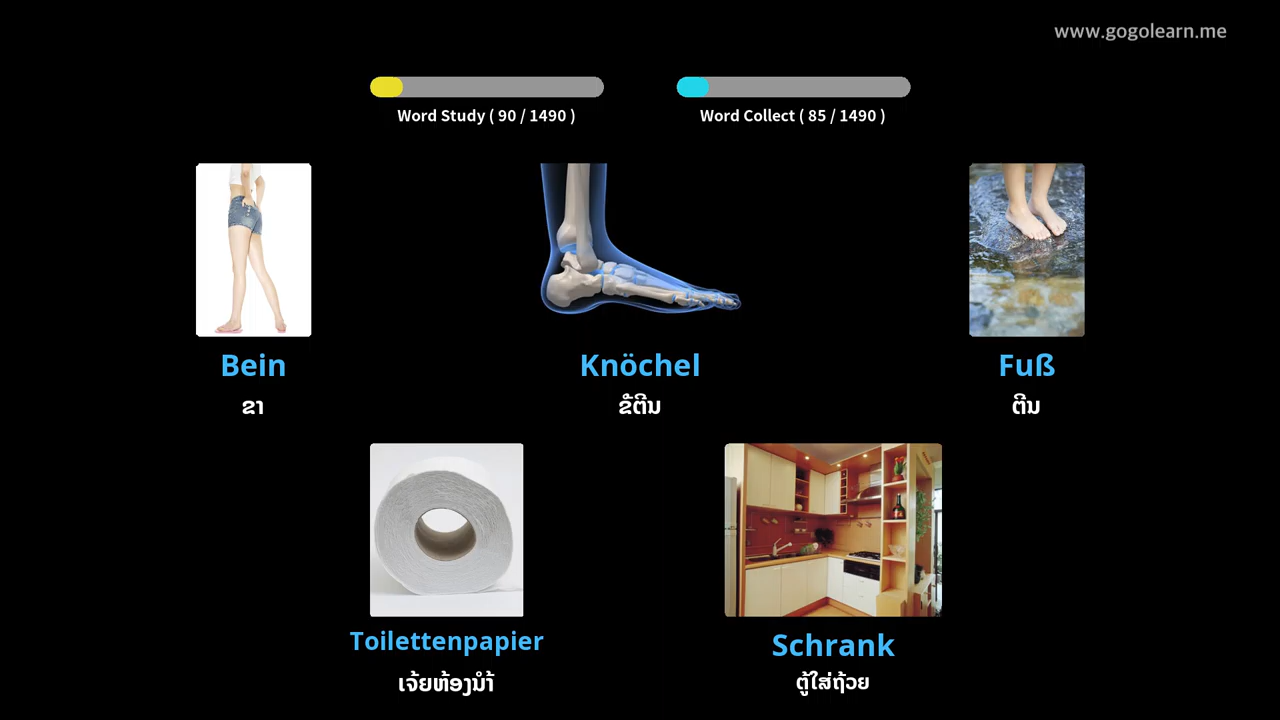 www.gogolearn.me
Word Study ( 90 / 1490 )
Word Collect ( 85 / 1490 )
Bein
Knöchel
Fuß
ຂາ
ຂໍ່ຕີນ
ຕີນ
Toilettenpapier
Schrank
ເຈ້ຍຫ້ອງນ້ຳ
ຕູ້ໃສ່ຖ້ວຍ